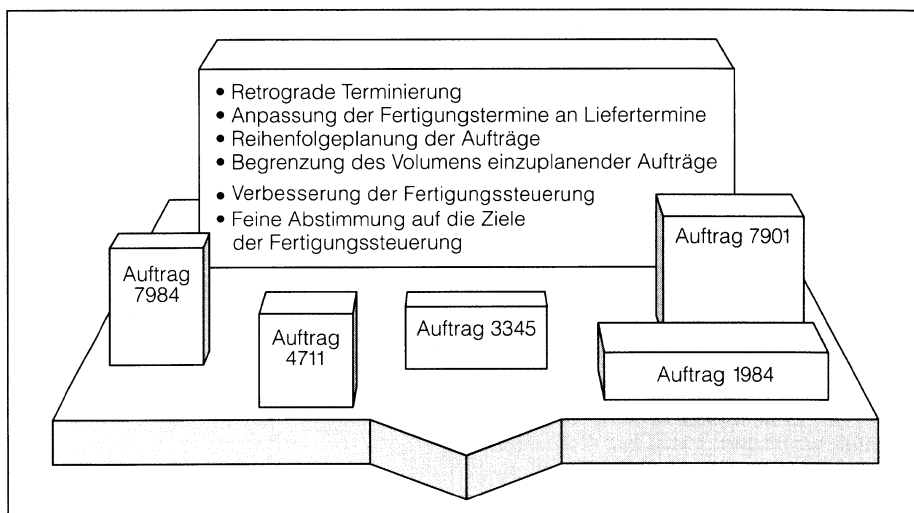 • Retrograde Terminierung
• Anpassung der Fertigungstermine an Liefertermine
• Reihenfolgeplanung der Aufträge
• Begrenzung des Volumens einzuplanender Aufträge
• Verbesserung der Fertigungssteuerung
• Feine Abstimmung auf die Ziele
der Fertigungssteuerung
Auftrag 7901
Auftrag
7984
Auftrag
4711
Auftrag 3345
Auftrag 1984